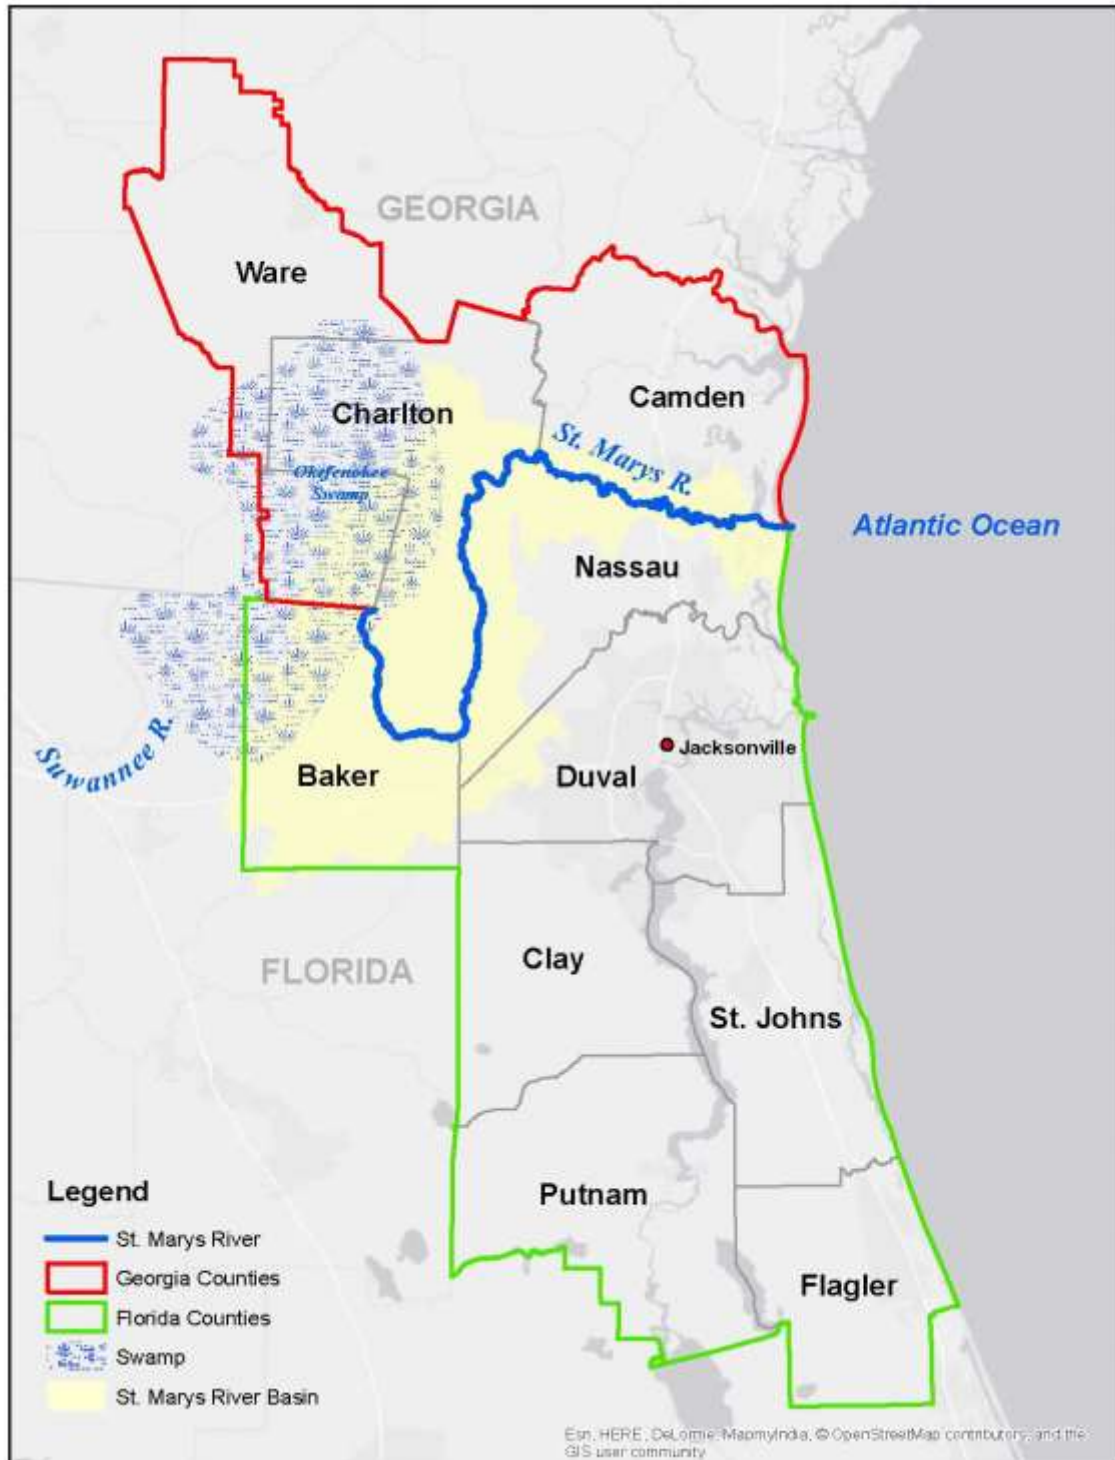 GEORGIA
Ware
Camden
Charlton
St. Marys R.
Okefenokee
Swamp
Atlantic Ocean
Nassau
Suwannee R.
Jacksonville
Baker
Duval
Clay
FLORIDA
St. Johns
Putnam
Flagler
Legend
St. Marys River
Georgia Counties
Florida Counties
Swamp
St. Marys River Basin
Esri, HERE, DeLorme, MapmyIndia, © OpenStreetMap contributors, and the
GIS user community